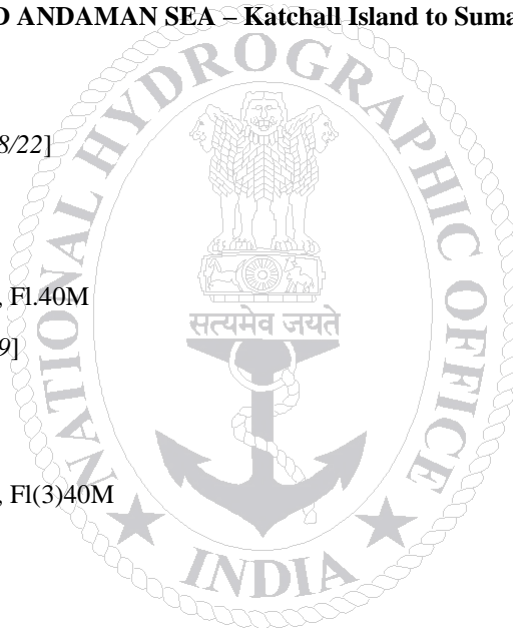 D ANDAMAN SEA – Katchall Island to Suma
NATIONAL HYDROGRAPHIC OFFICE
8/22]
, Fl.40M
सत्यमेव जयते
9]
, Fl(3)40M
INDIA